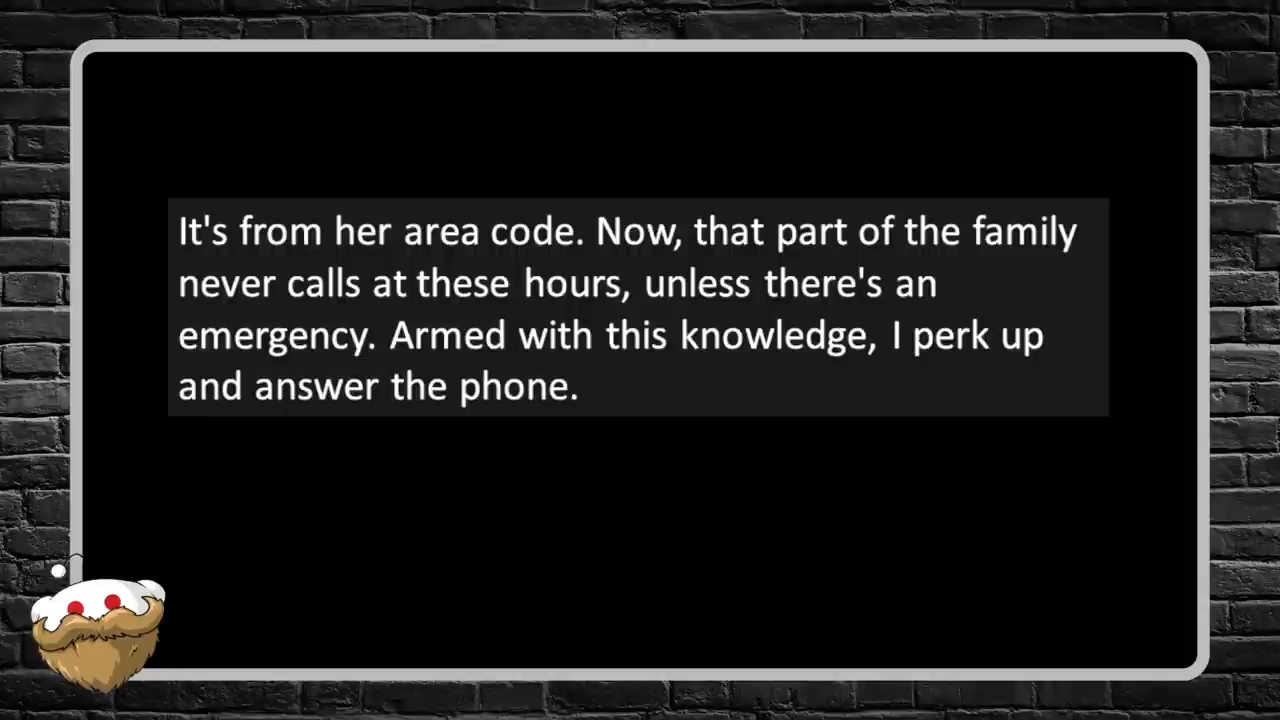 It's from her area code. Now, that part of the family
never calls at these hours, unless there's an
emergency. Armed with this knowledge, I perk up
and answer the phone.